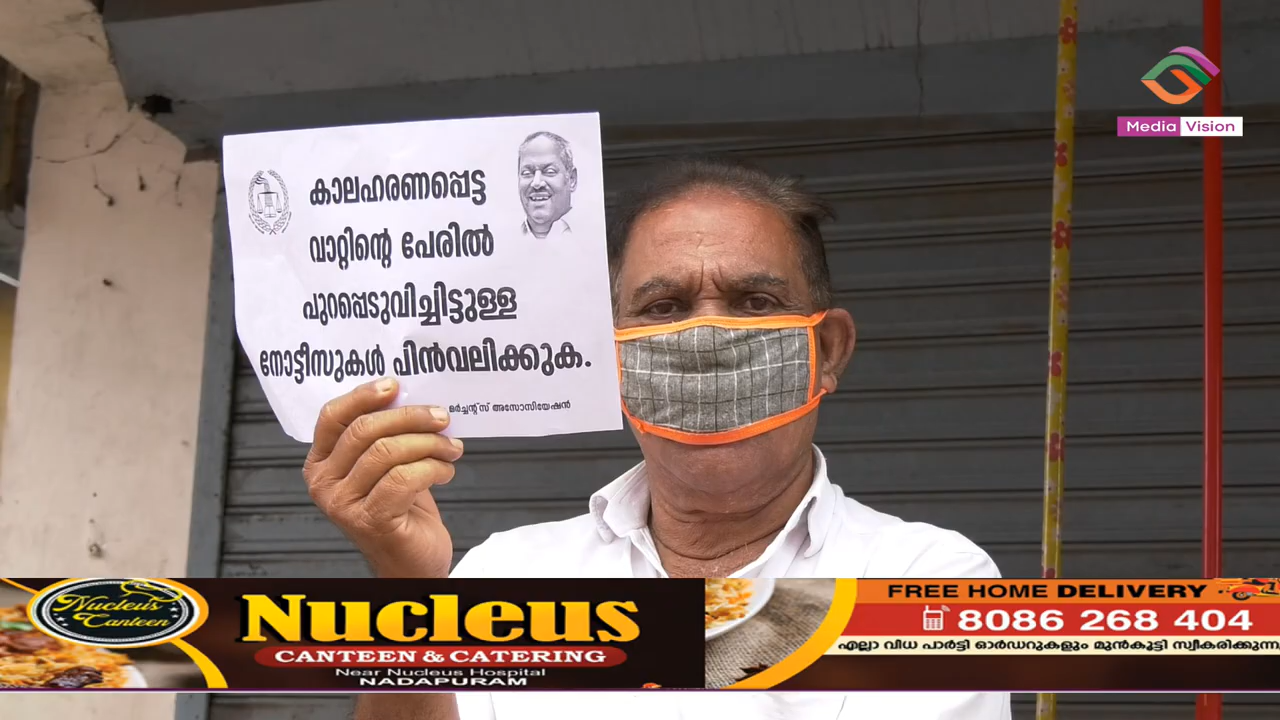 Media Vision
കാലഹരണപ്പെട്ട
വാറ്റിന്റെ പേരിൽ
പുറപ്പെടുവിച്ചിട്ടുള്ള
നോട്ടീസുകൾ പിൻവലിക്കുക.
മർച്ചന്റ്സ് അസോസിയേഷൻ
Nucleus
Canteen
Nucleus
CANTEEN & CATERING
Near Nucleus Hospital
NADAPURAM
FREE HOME DELIVERY
8086 268 404
എല്ലാ വിധ പാർട്ടി ഓർഡറുകളും മുൻകൂട്ടി സ്വീകരിക്കുന്ന